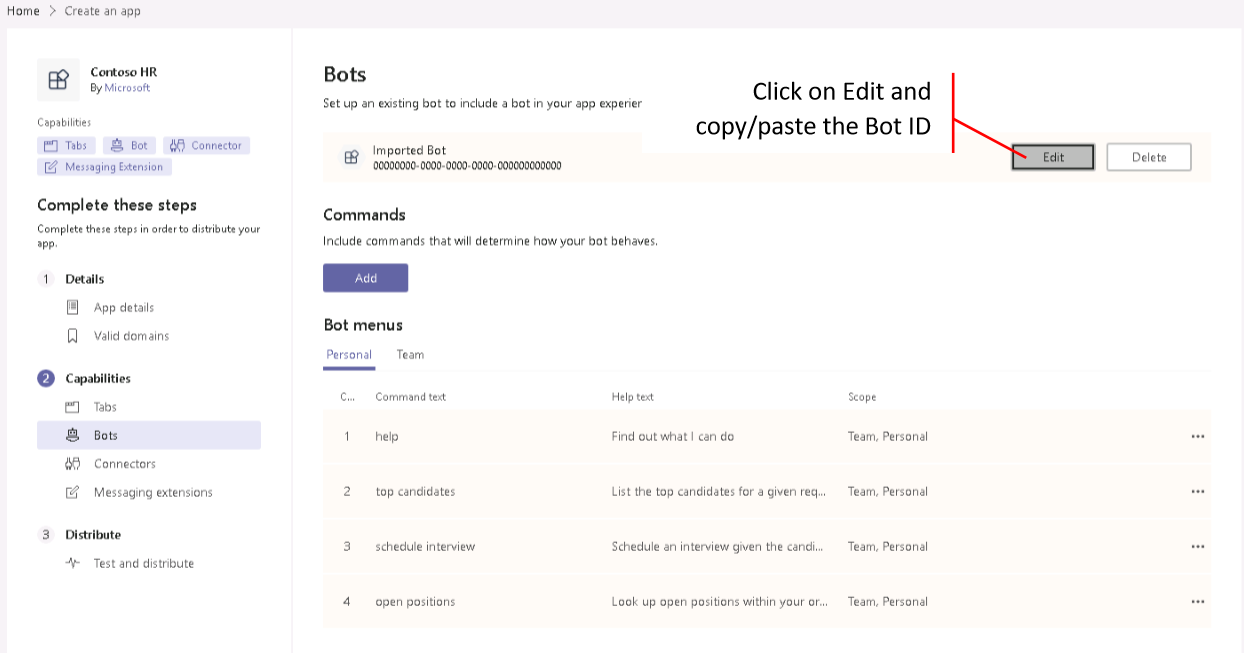 Home > Create an app
Contoso HR
By Microsoft
Capabilities
Tabs
Bot
Connector
Messaging Extension
Complete these steps
Complete these steps in order to distribute your
app.
1 Details
App details
Valid domains
2 Capabilities
Tabs
Bots
Connectors
Messaging extensions
3 Distribute
Test and distribute
Bots
Set up an existing bot to include a bot in your app experien
Click on Edit and
copy/paste the Bot ID
Imported Bot
00000000-0000-0000-0000-000000000000
Edit
Delete
Commands
Include commands that will determine how your bot behaves.
Add
Bot menus
Personal Team
C... Command text Help text Scope
1 help Find out what I can do Team, Personal ...
2 top candidates List the top candidates for a given req... Team, Personal ...
3 schedule interview Schedule an interview given the candi... Team, Personal ...
4 open positions Look up open positions within your or... Team, Personal ...